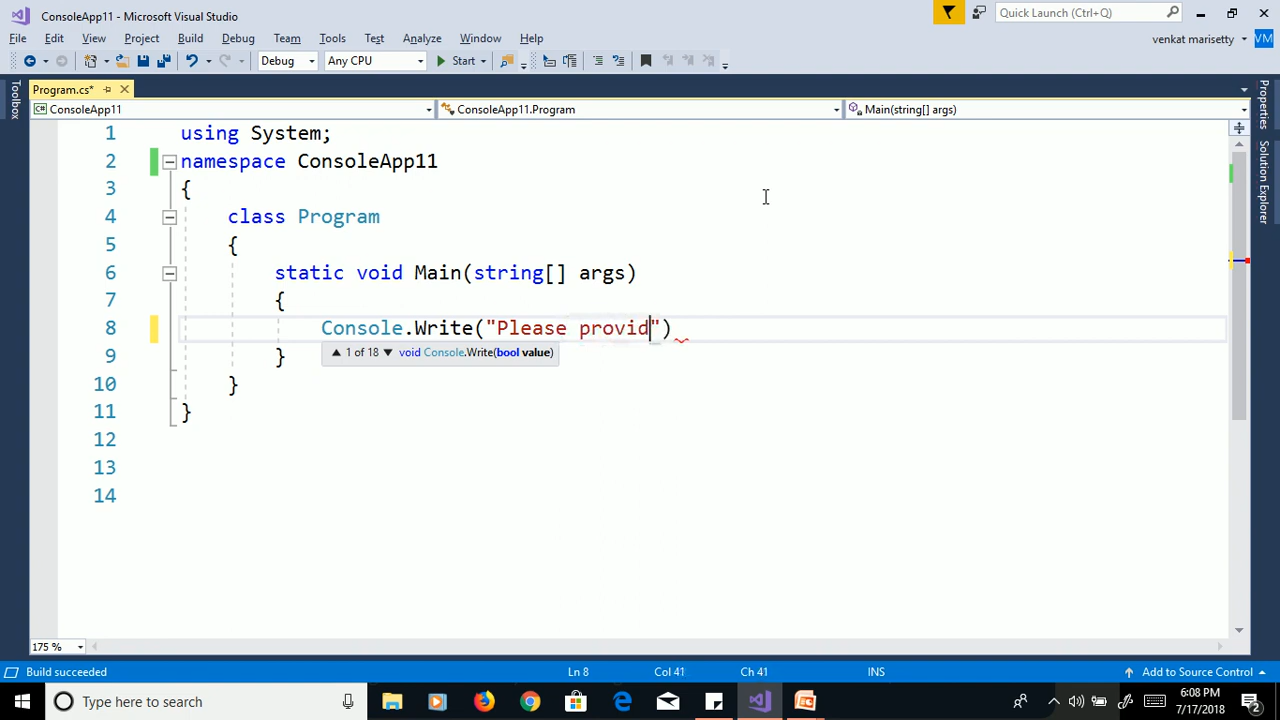 ConsoleApp11 - Microsoft Visual Studio
Quick Launch (Ctrl+Q)
File Edit View Project Build Debug Team Tools Test Analyze Window Help
venkat marisetty VM
Debug Any CPU Start
Program.cs*
ConsoleApp11 ConsoleApp11.Program Main(string[] args)
Toolbox
Properties
Solution Explorer
1 using System;
2 namespace ConsoleApp11
3 {
4 class Program
5 {
6 static void Main(string[] args)
7 {
8 Console.Write("Please provid")
1 of 18 void Console.Write(bool value)
9 }
10 }
11 }
12
13
14
175 %
Build succeeded Ln 8 Col 41 Ch 41 INS Add to Source Control
Type here to search
6:08 PM
7/17/2018
2